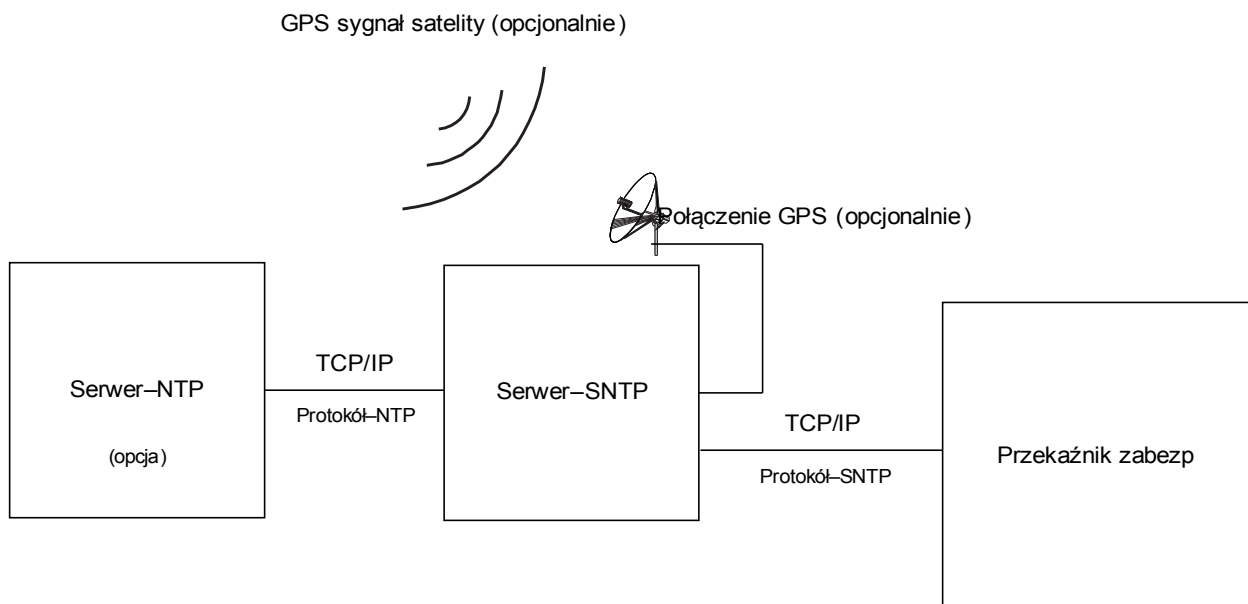 GPS sygnał satelity (opcjonalnie)
Połączenie GPS (opcjonalnie)
Serwer–NTP
(opcja)
TCP/IP
Protokół–NTP
Serwer–SNTP
TCP/IP
Protokół–SNTP
Przekaźnik zabezp